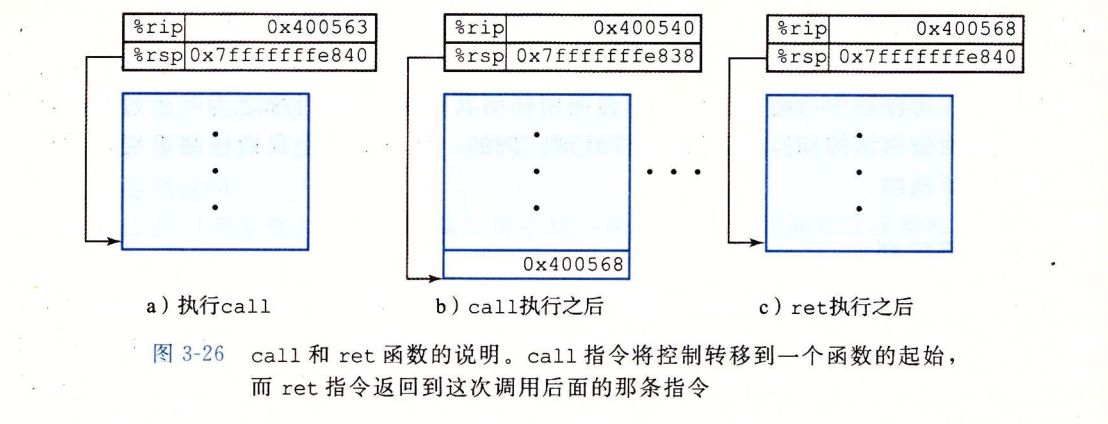 %rip 0x400563
%rsp 0x7fffffffe840
%rip 0x400540
%rsp 0x7fffffffe838
0x400568
%rip 0x400568
%rsp 0x7fffffffe840
a）执行call
b）call执行之后
c）ret执行之后
图 3-26 call 和 ret 函数的说明。call 指令将控制转移到一个函数的起始，
而 ret 指令返回到这次调用后面的那条指令